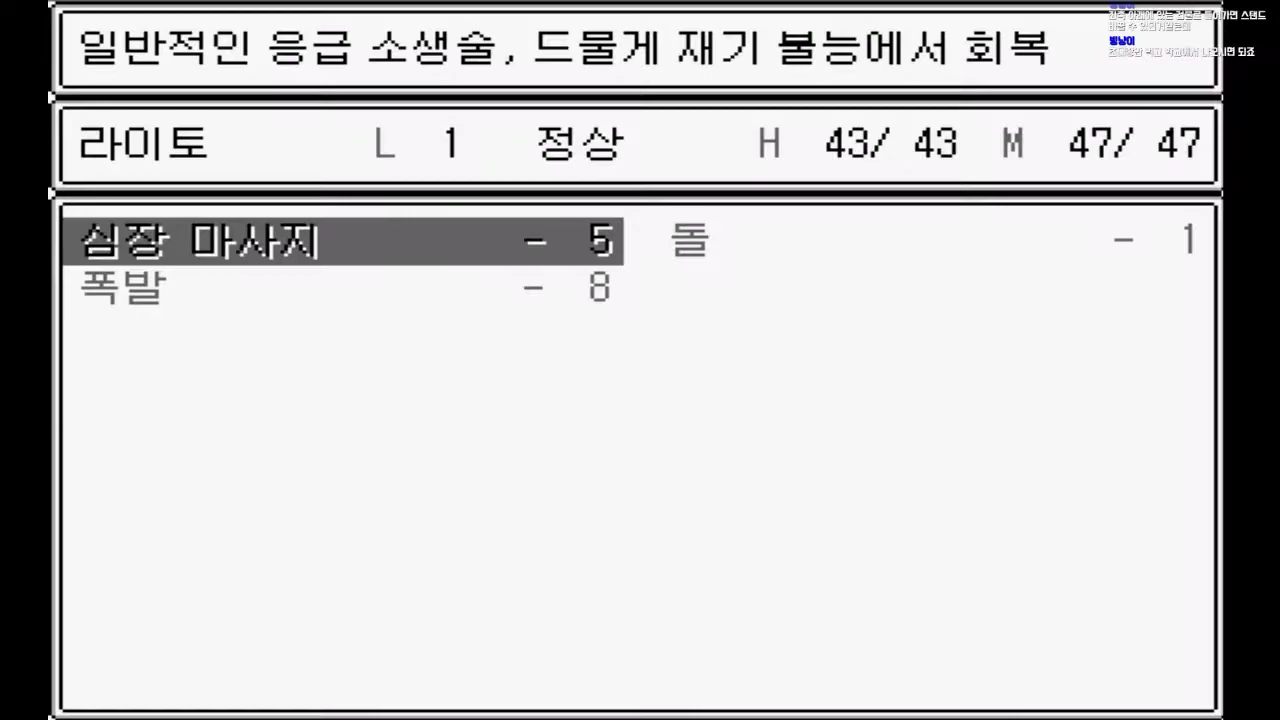 일반적인 응급 소생술, 드물게 재기 불능에서 회복
라이토 L 1 정상 H 43/ 43 M 47/ 47
심장 마사지 - 5 돌 - 1
폭발 - 8